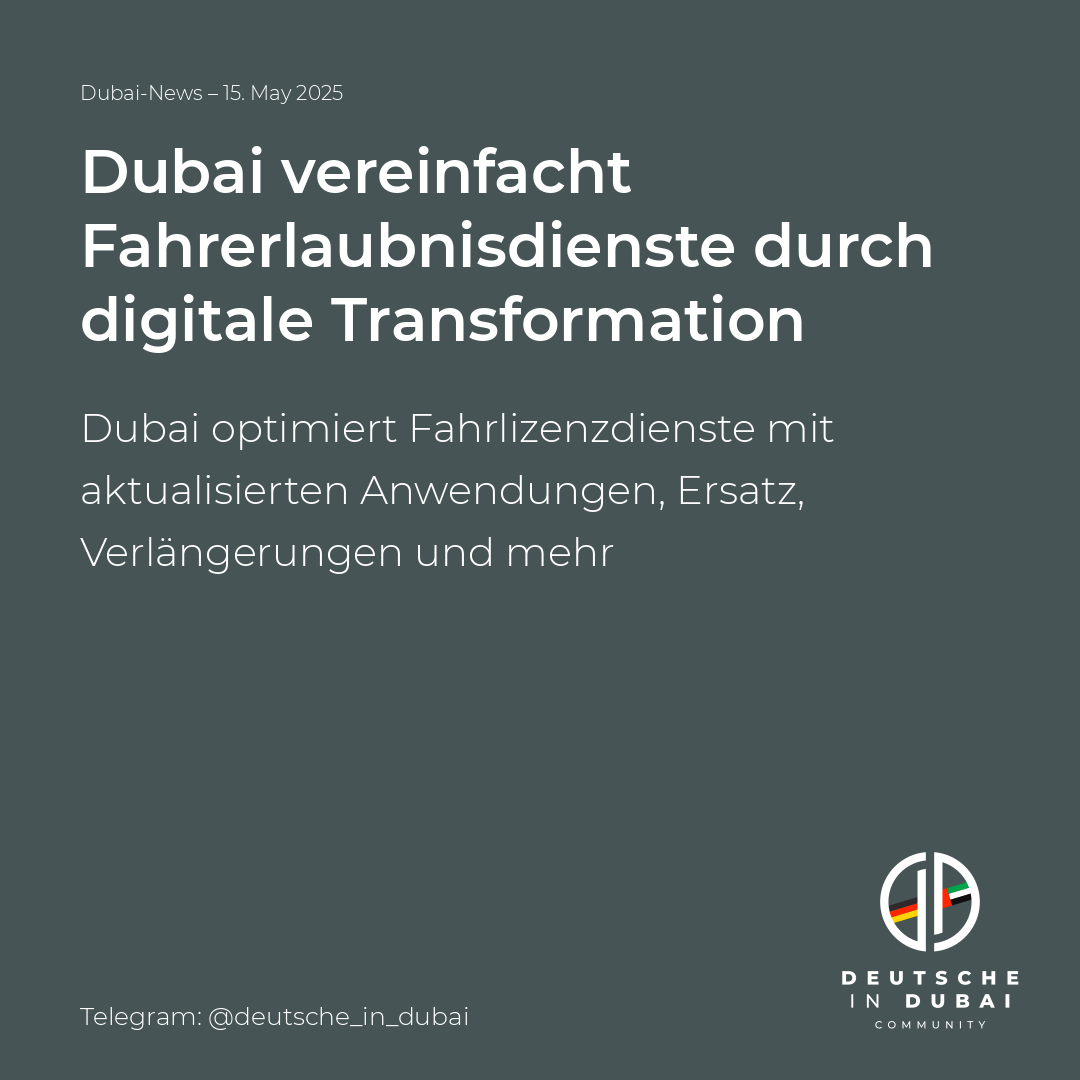 Dubai-News – 15. May 2025
Dubai vereinfacht
Fahrerlaubnisdienste durch
digitale Transformation
Dubai optimiert Fahrlizenzdienste mit
aktualisierten Anwendungen, Ersatz,
Verlängerungen und mehr
DEUTSCHE
IN DUBAI
COMMUNITY
Telegram: @deutsche_in_dubai